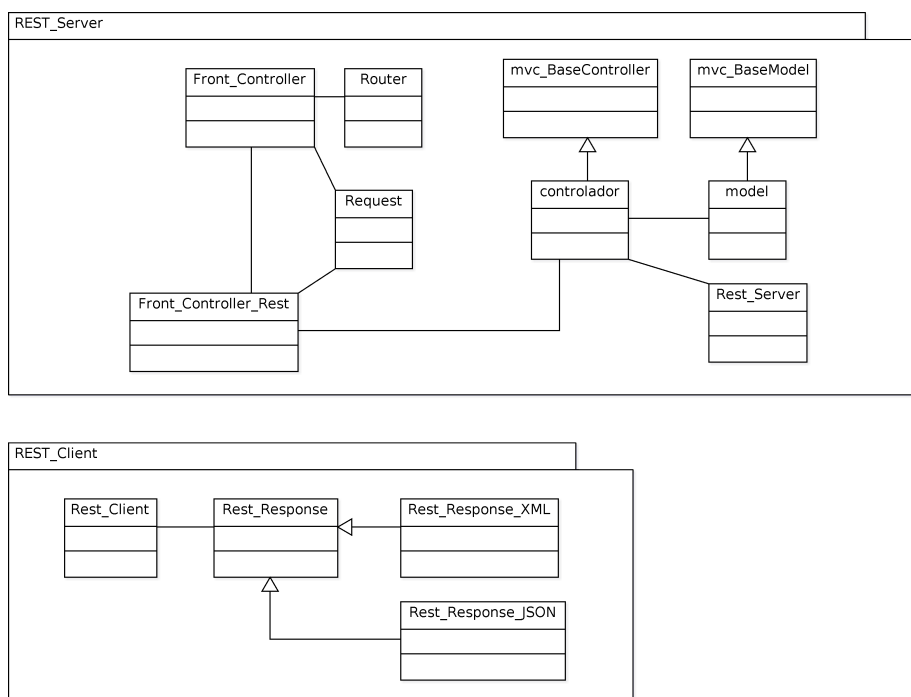 REST_Server
Front_Controller
Router
mvc_BaseController
mvc_BaseModel
Request
controlador
model
Front_Controller_Rest
Rest_Server
REST_Client
Rest_Client
Rest_Response
Rest_Response_XML
Rest_Response_JSON